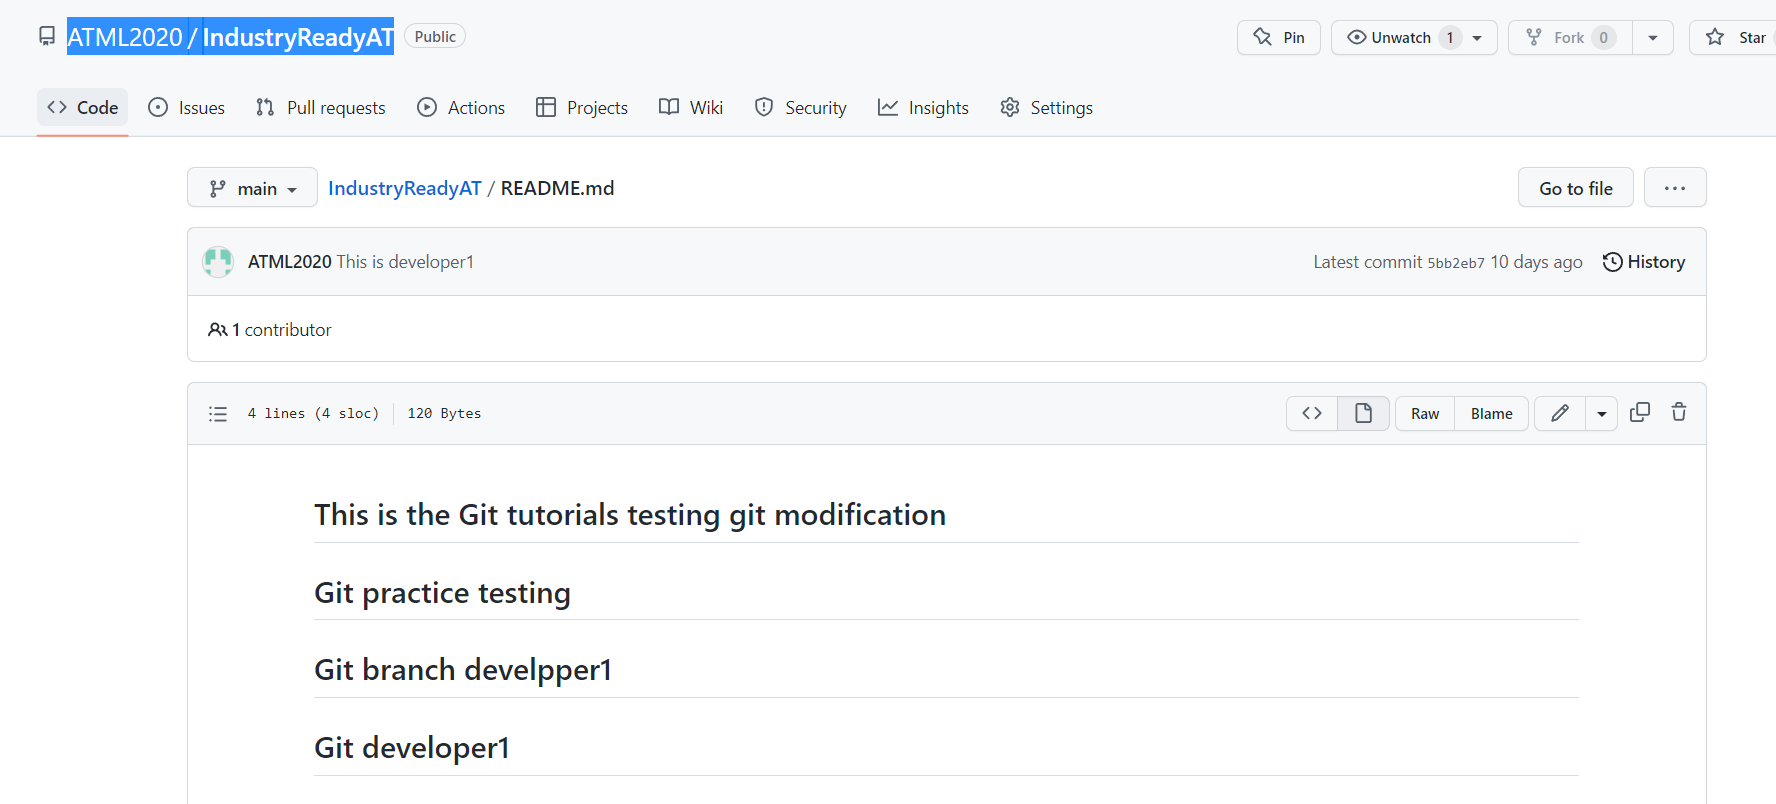 ATML2020 / IndustryReadyAT Public
Pin Unwatch 1 Fork 0 Star
Code Issues Pull requests Actions Projects Wiki Security Insights Settings
main IndustryReadyAT / README.md Go to file ...
ATML2020 This is developer1 Latest commit 5bb2eb7 10 days ago History
1 contributor
4 lines (4 sloc) 120 Bytes Raw Blame
This is the Git tutorials testing git modification
Git practice testing
Git branch develpper1
Git developer1